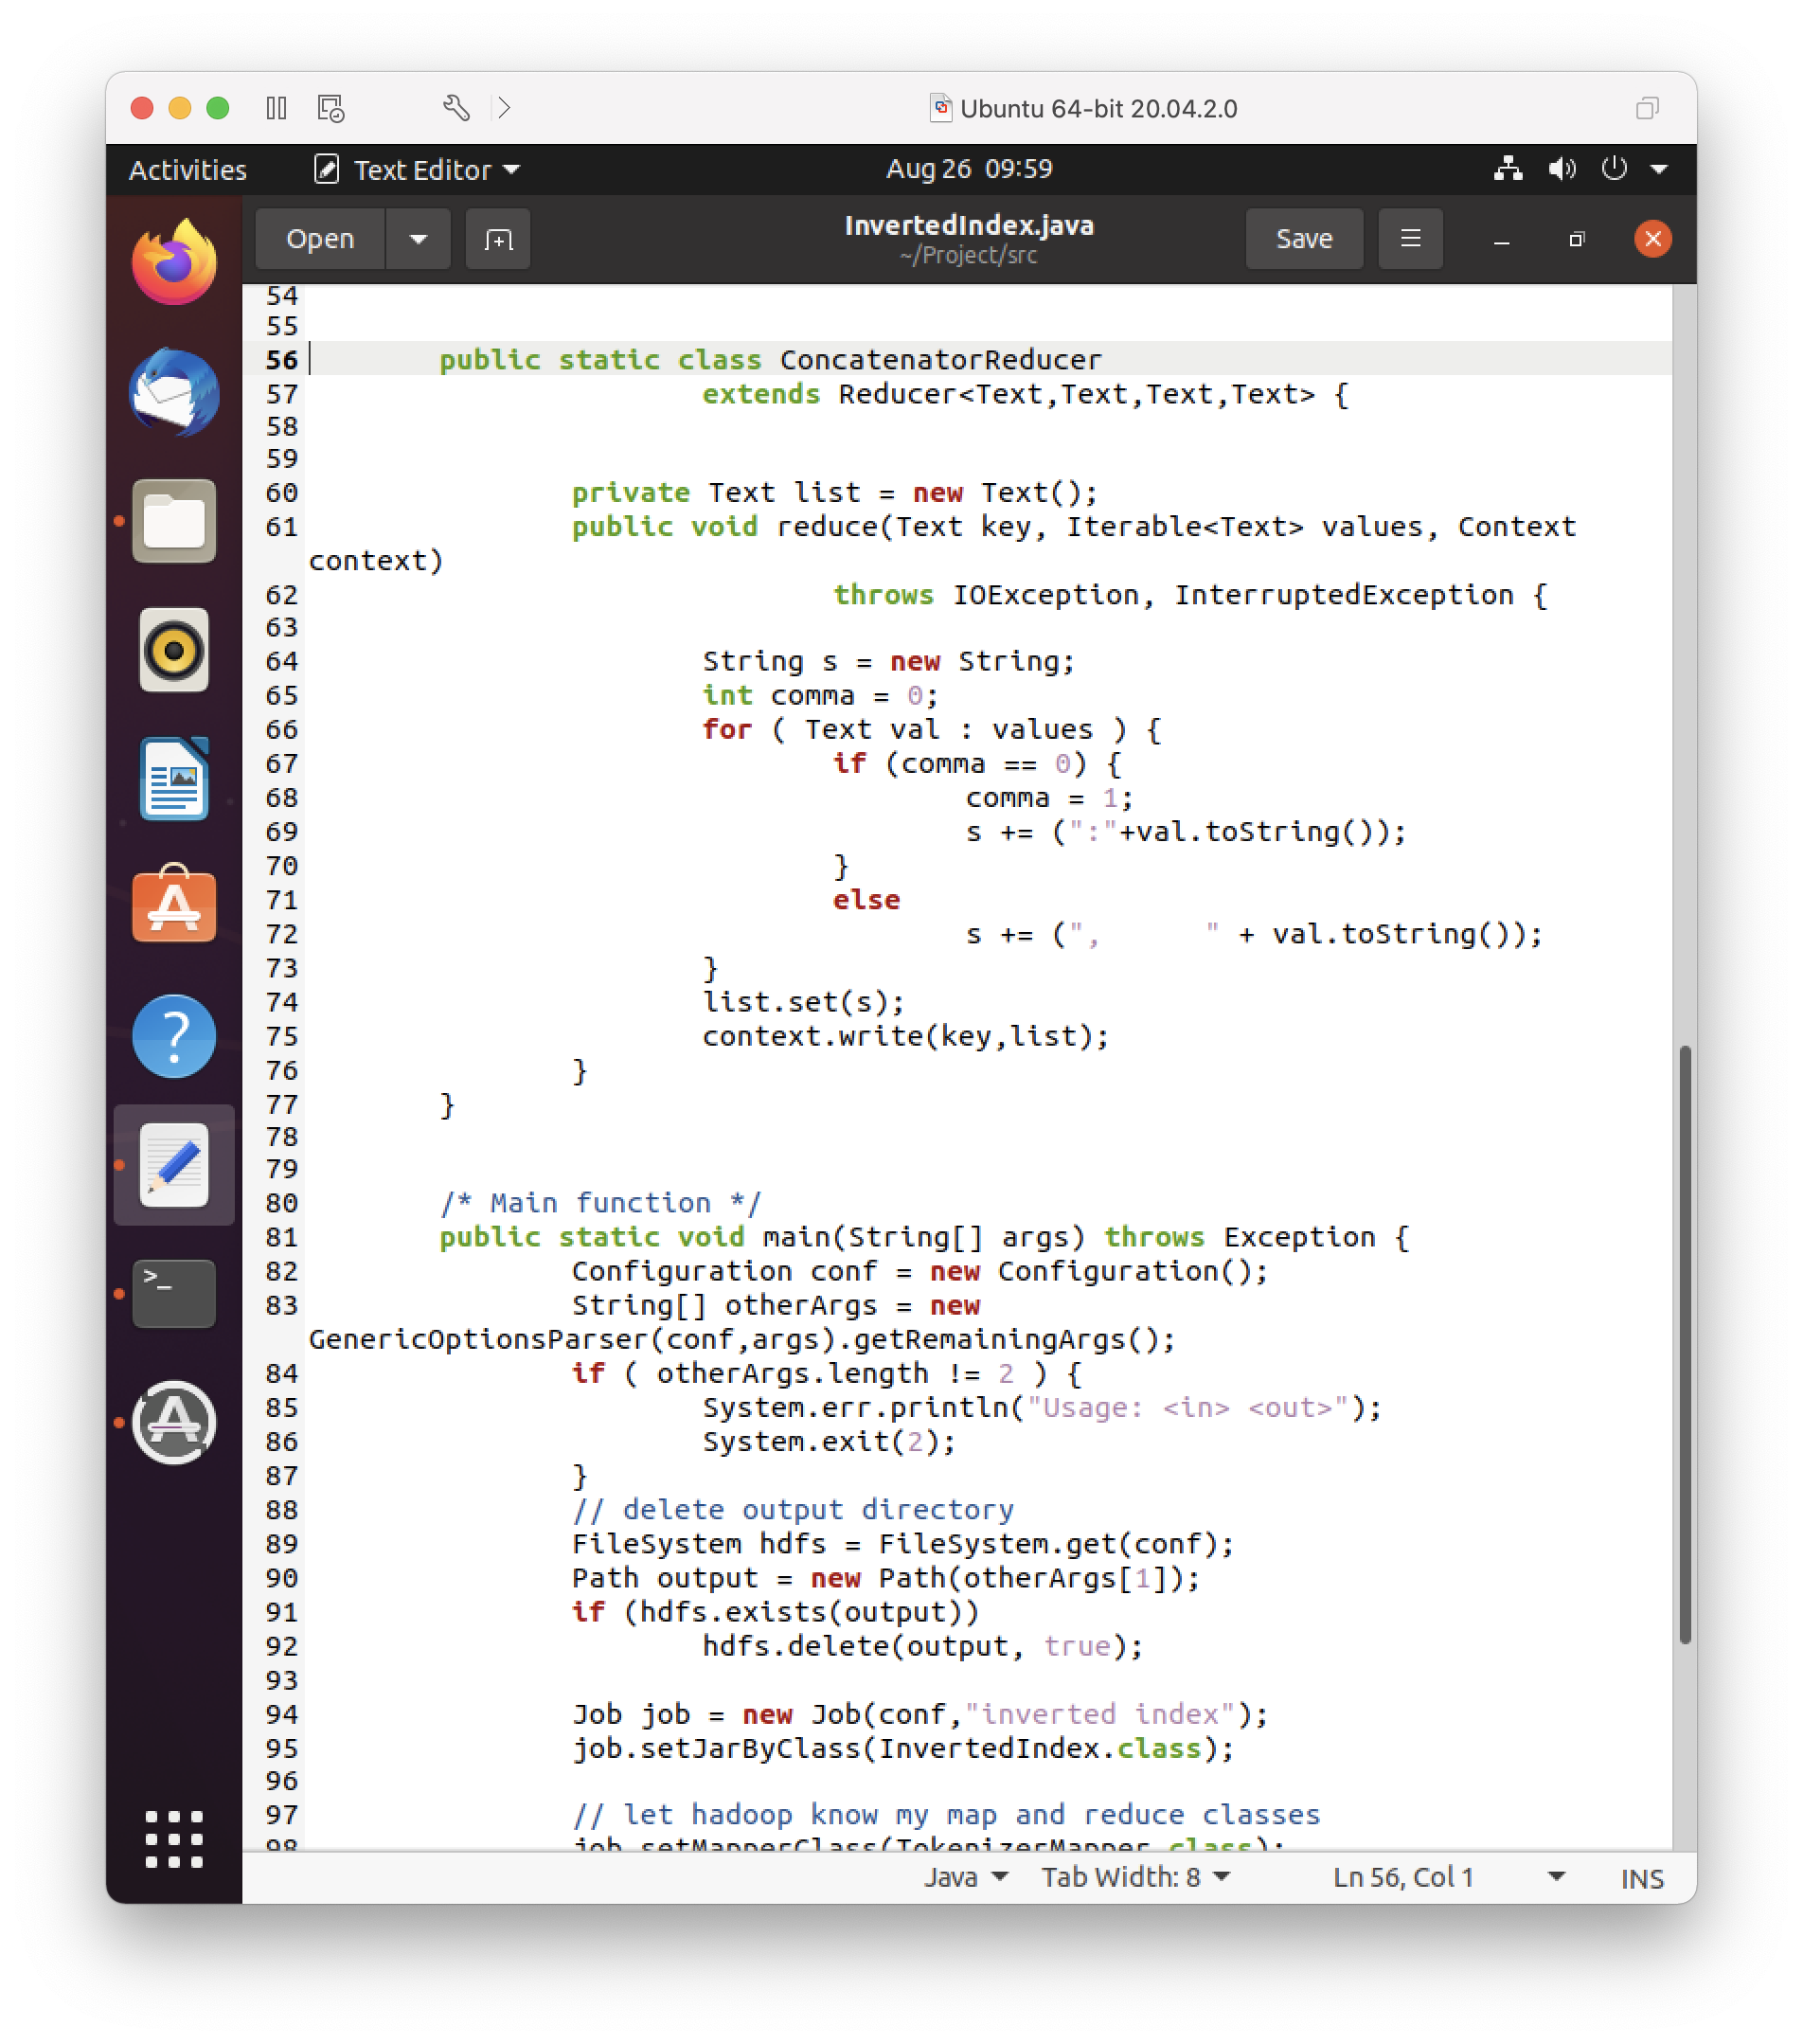 Ubuntu 64-bit 20.04.2.0
Activities Text Editor Aug 26 09:59
Open InvertedIndex.java Save
~/Project/src
54
55
56 public static class ConcatenatorReducer
57 extends Reducer<Text,Text,Text,Text> {
58
59
60 private Text list = new Text();
61 public void reduce(Text key, Iterable<Text> values, Context
context)
62 throws IOException, InterruptedException {
63
64 String s = new String;
65 int comma = 0;
66 for ( Text val : values ) {
67 if (comma == 0) {
68 comma = 1;
69 s += (":"+val.toString());
70 }
71 else
72 s += (",      " + val.toString());
73 }
74 list.set(s);
75 context.write(key,list);
76 }
77 }
78
79
80 /* Main function */
81 public static void main(String[] args) throws Exception {
82 Configuration conf = new Configuration();
83 String[] otherArgs = new
GenericOptionsParser(conf,args).getRemainingArgs();
84 if ( otherArgs.length != 2 ) {
85 System.err.println("Usage: <in> <out>");
86 System.exit(2);
87 }
88 // delete output directory
89 FileSystem hdfs = FileSystem.get(conf);
90 Path output = new Path(otherArgs[1]);
91 if (hdfs.exists(output))
92 hdfs.delete(output, true);
93
94 Job job = new Job(conf,"inverted index");
95 job.setJarByClass(InvertedIndex.class);
96
97 // let hadoop know my map and reduce classes
98 job.setMapperClass(TokenizerMapper.class);
Java Tab Width: 8 Ln 56, Col 1 INS